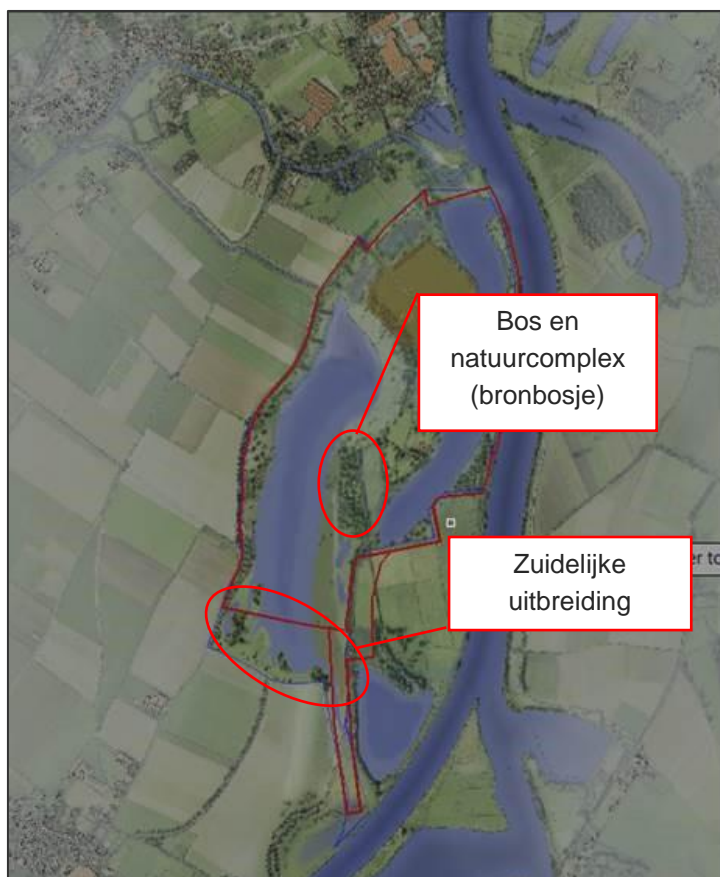 Bos en
natuurcomplex
(bronbosje)
Zuidelijke
uitbreiding